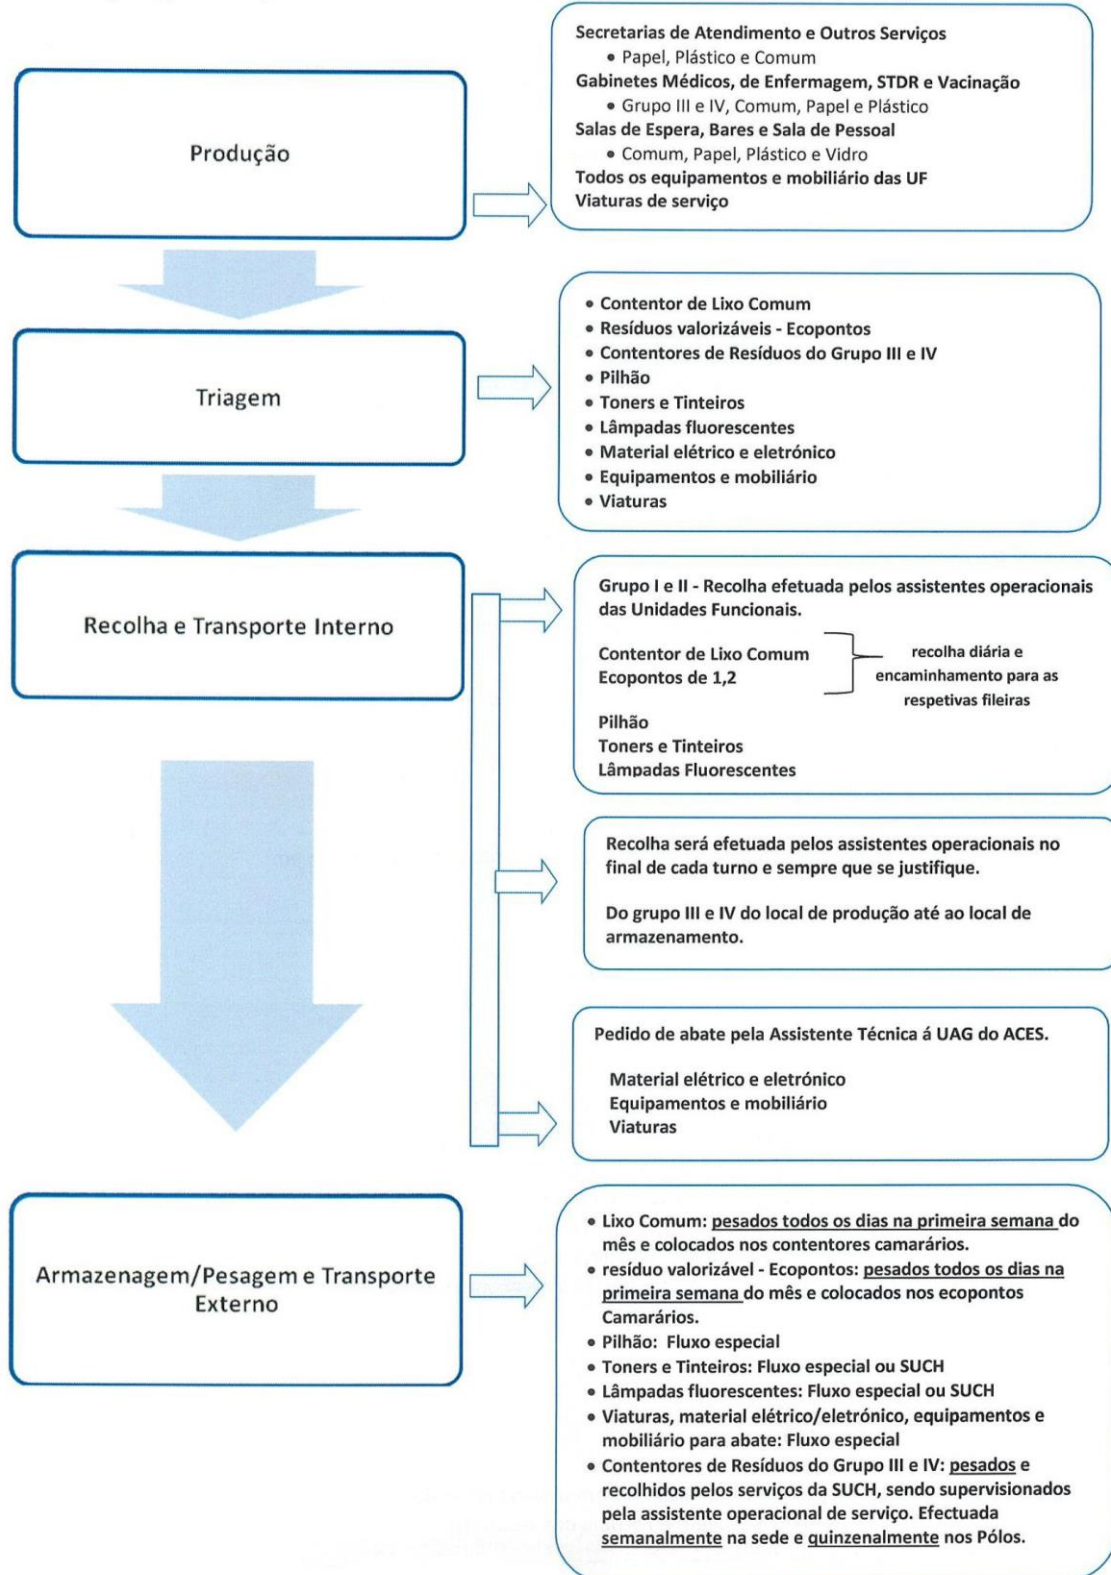 Produção
Secretarias de Atendimento e Outros Serviços
• Papel, Plástico e Comum
Gabinetes Médicos, de Enfermagem, STDR e Vacinação
• Grupo III e IV, Comum, Papel e Plástico
Salas de Espera, Bares e Sala de Pessoal
• Comum, Papel, Plástico e Vidro
Todos os equipamentos e mobiliário das UF
Viaturas de serviço
Triagem
• Contentor de Lixo Comum
• Resíduos valorizáveis - Ecopontos
• Contentores de Resíduos do Grupo III e IV
• Pilhão
• Toners e Tinteiros
• Lâmpadas fluorescentes
• Material elétrico e eletrónico
• Equipamentos e mobiliário
• Viaturas
Recolha e Transporte Interno
Grupo I e II - Recolha efetuada pelos assistentes operacionais
das Unidades Funcionais.
Contentor de Lixo Comum
Ecopontos de 1,2
recolha diária e
encaminhamento para as
respetivas fileiras
Pilhão
Toners e Tinteiros
Lâmpadas Fluorescentes
Recolha será efetuada pelos assistentes operacionais no
final de cada turno e sempre que se justifique.
Do grupo III e IV do local de produção até ao local de
armazenamento.
Pedido de abate pela Assistente Técnica á UAG do ACES.
Material elétrico e eletrónico
Equipamentos e mobiliário
Viaturas
Armazenagem/Pesagem e Transporte
Externo
• Lixo Comum: pesados todos os dias na primeira semana do
mês e colocados nos contentores camarários.
• resíduo valorizável - Ecopontos: pesados todos os dias na
primeira semana do mês e colocados nos ecopontos
Camarários.
• Pilhão: Fluxo especial
• Toners e Tinteiros: Fluxo especial ou SUCH
• Lâmpadas fluorescentes: Fluxo especial ou SUCH
• Viaturas, material elétrico/eletrónico, equipamentos e
mobiliário para abate: Fluxo especial
• Contentores de Resíduos do Grupo III e IV: pesados e
recolhidos pelos serviços da SUCH, sendo supervisionados
pela assistente operacional de serviço. Efectuada
semanalmente na sede e quinzenalmente nos Pólos.